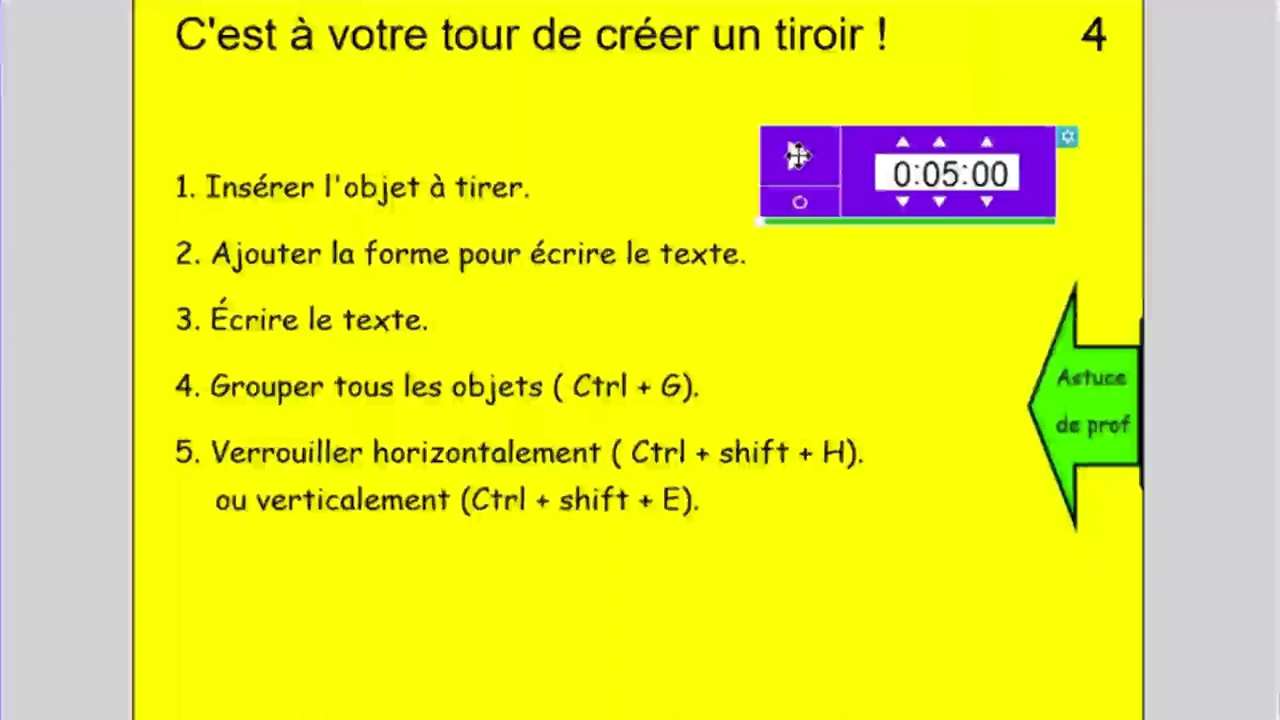 C'est à votre tour de créer un tiroir !
4
0:05:00
1. Insérer l'objet à tirer.
2. Ajouter la forme pour écrire le texte.
3. Écrire le texte.
4. Grouper tous les objets ( Ctrl + G).
5. Verrouiller horizontalement ( Ctrl + shift + H).
ou verticalement (Ctrl + shift + E).
Astuce
de prof